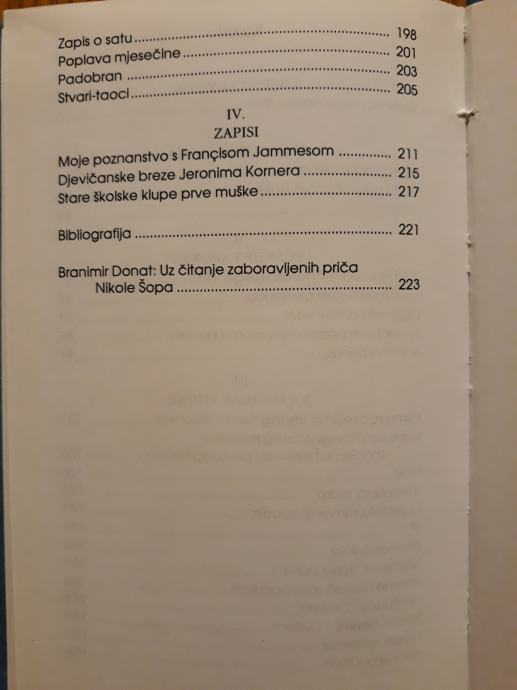 Zapis o satu ........................................................ 198
Poplava mjesečine ............................................. 201
Padobran ........................................................... 203
Stvari-taoci .......................................................... 205
IV.
ZAPISI
Moje poznanstvo s Françisom Jammesom ............. 211
Djevičanske breze Jeronima Kornera ..................... 215
Stare školske klupe prve muške ............................. 217
Bibliografija ......................................................... 221
Branimir Donat: Uz čitanje zaboravljenih priča
Nikole Šopa ..................................................... 223